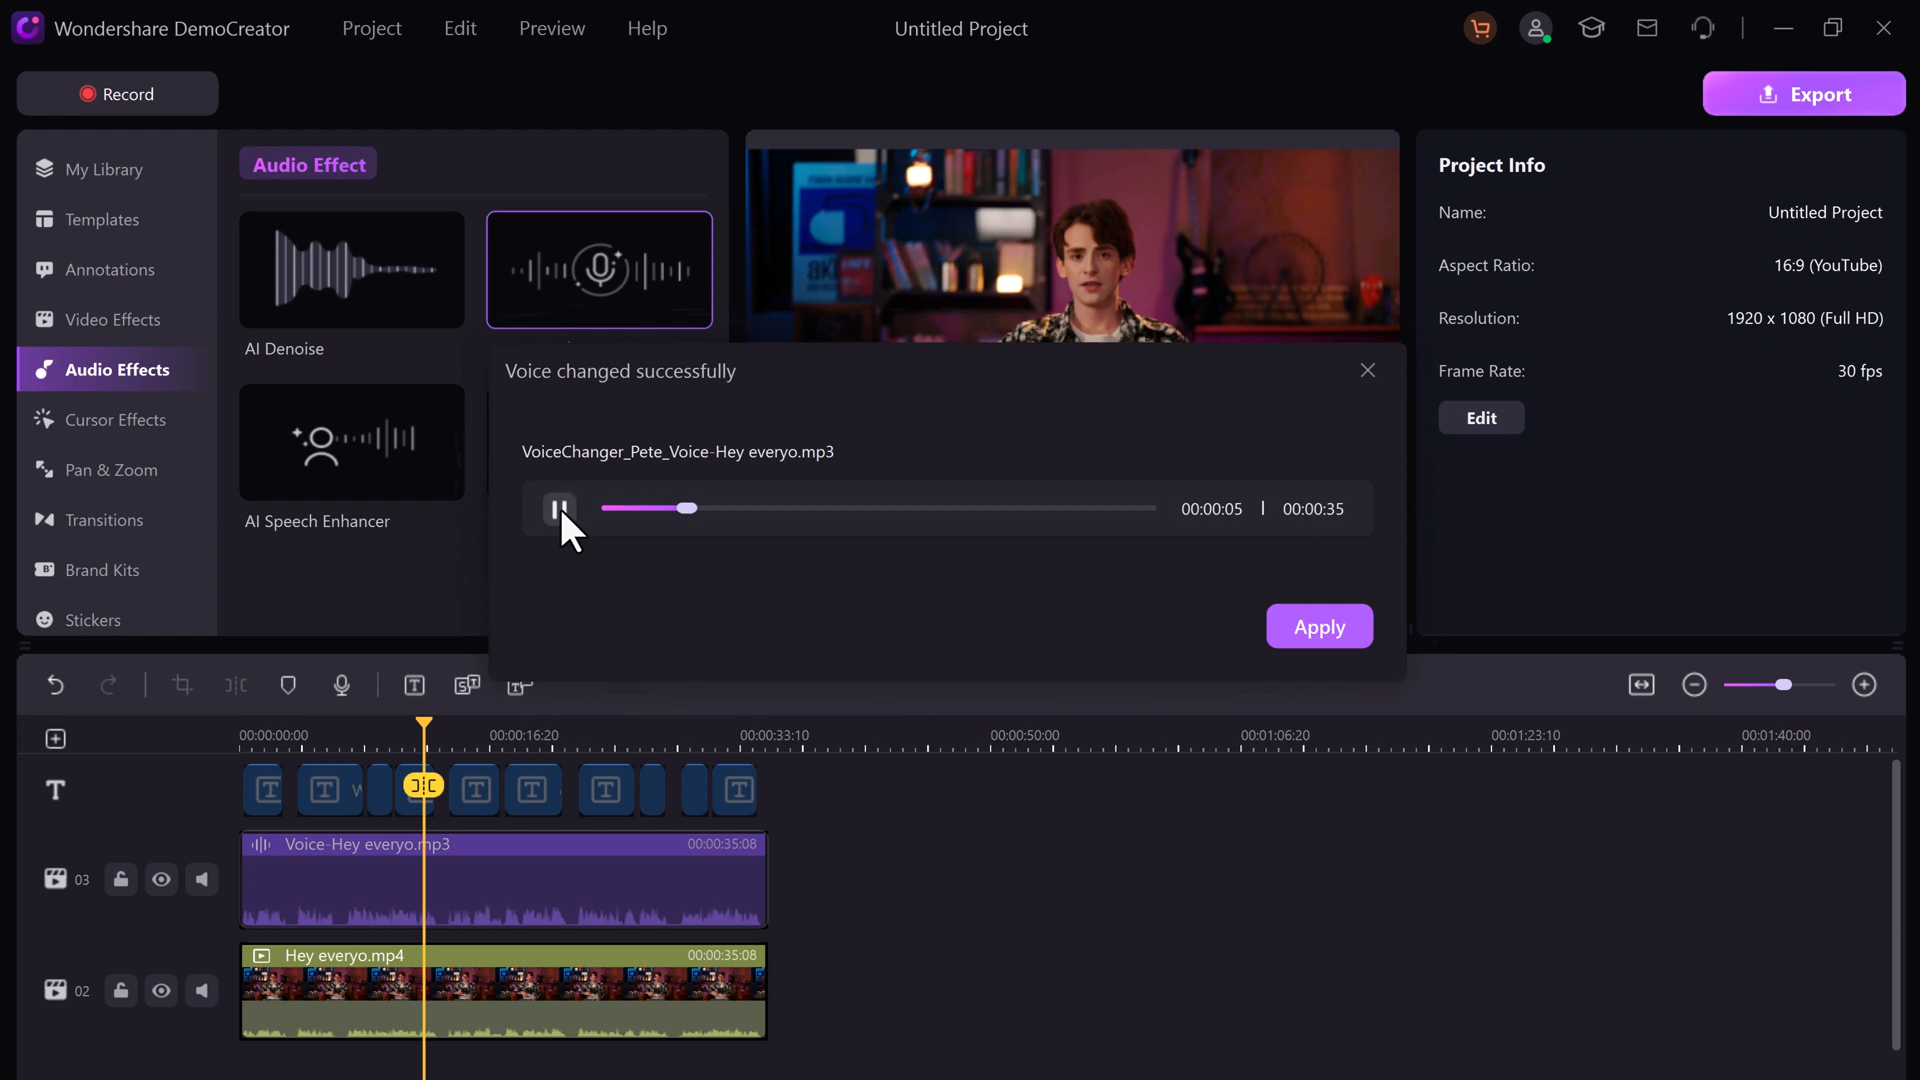 Wondershare DemoCreator
Project
Edit
Preview
Help
Untitled Project
Record
Export
My Library
Templates
Annotations
Video Effects
Audio Effects
Cursor Effects
Pan & Zoom
Transitions
Brand Kits
Stickers
Audio Effect
AI Denoise
AI Speech Enhancer
Project Info
Name:
Untitled Project
Aspect Ratio:
16:9 (YouTube)
Resolution:
1920 x 1080 (Full HD)
Frame Rate:
30 fps
Edit
Voice changed successfully
VoiceChanger_Pete_Voice-Hey everyo.mp3
00:00:05 | 00:00:35
Apply
00:00:00:00
00:00:16:20
00:00:33:10
00:00:50:00
00:01:06:20
00:01:23:10
00:01:40:00
Voice-Hey everyo.mp3
00:00:35:08
03
Hey everyo.mp4
00:00:35:08
02